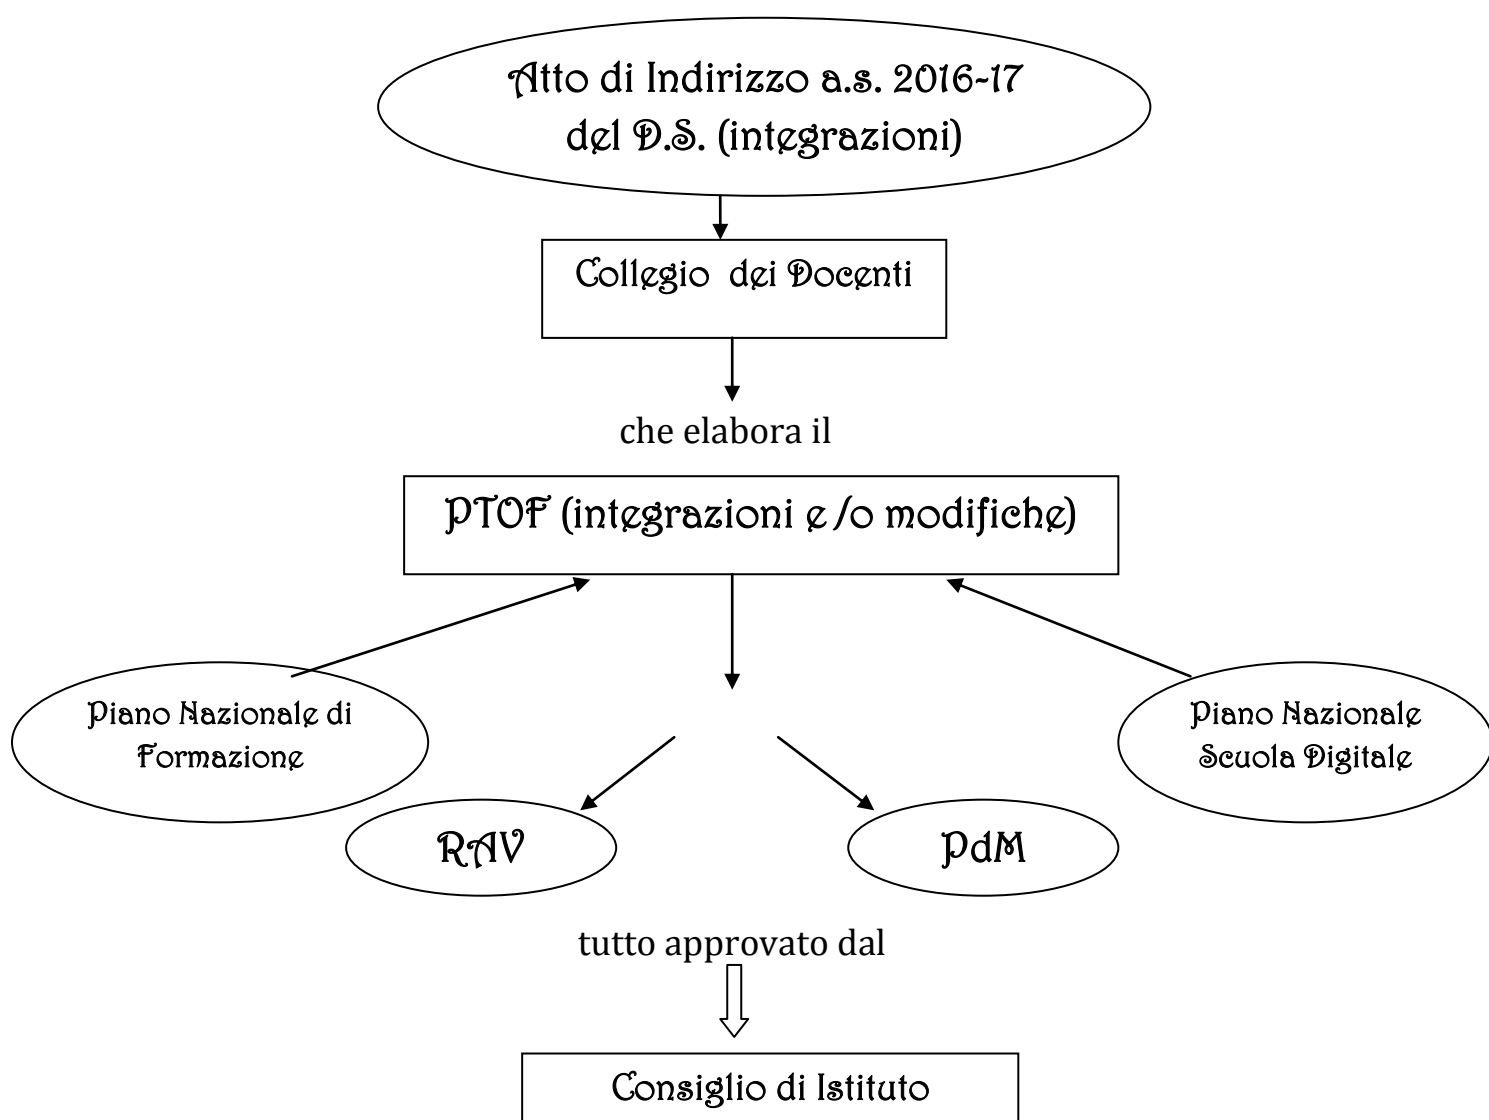 Atto di Indirizzo a.s. 2016-17
del D.S. (integrazioni)
Collegio dei Docenti
che elabora il
PTOF (integrazioni e /o modifiche)
Piano Nazionale di
Formazione
Piano Nazionale
Scuola Digitale
RAV
PdM
tutto approvato dal
Consiglio di Istituto